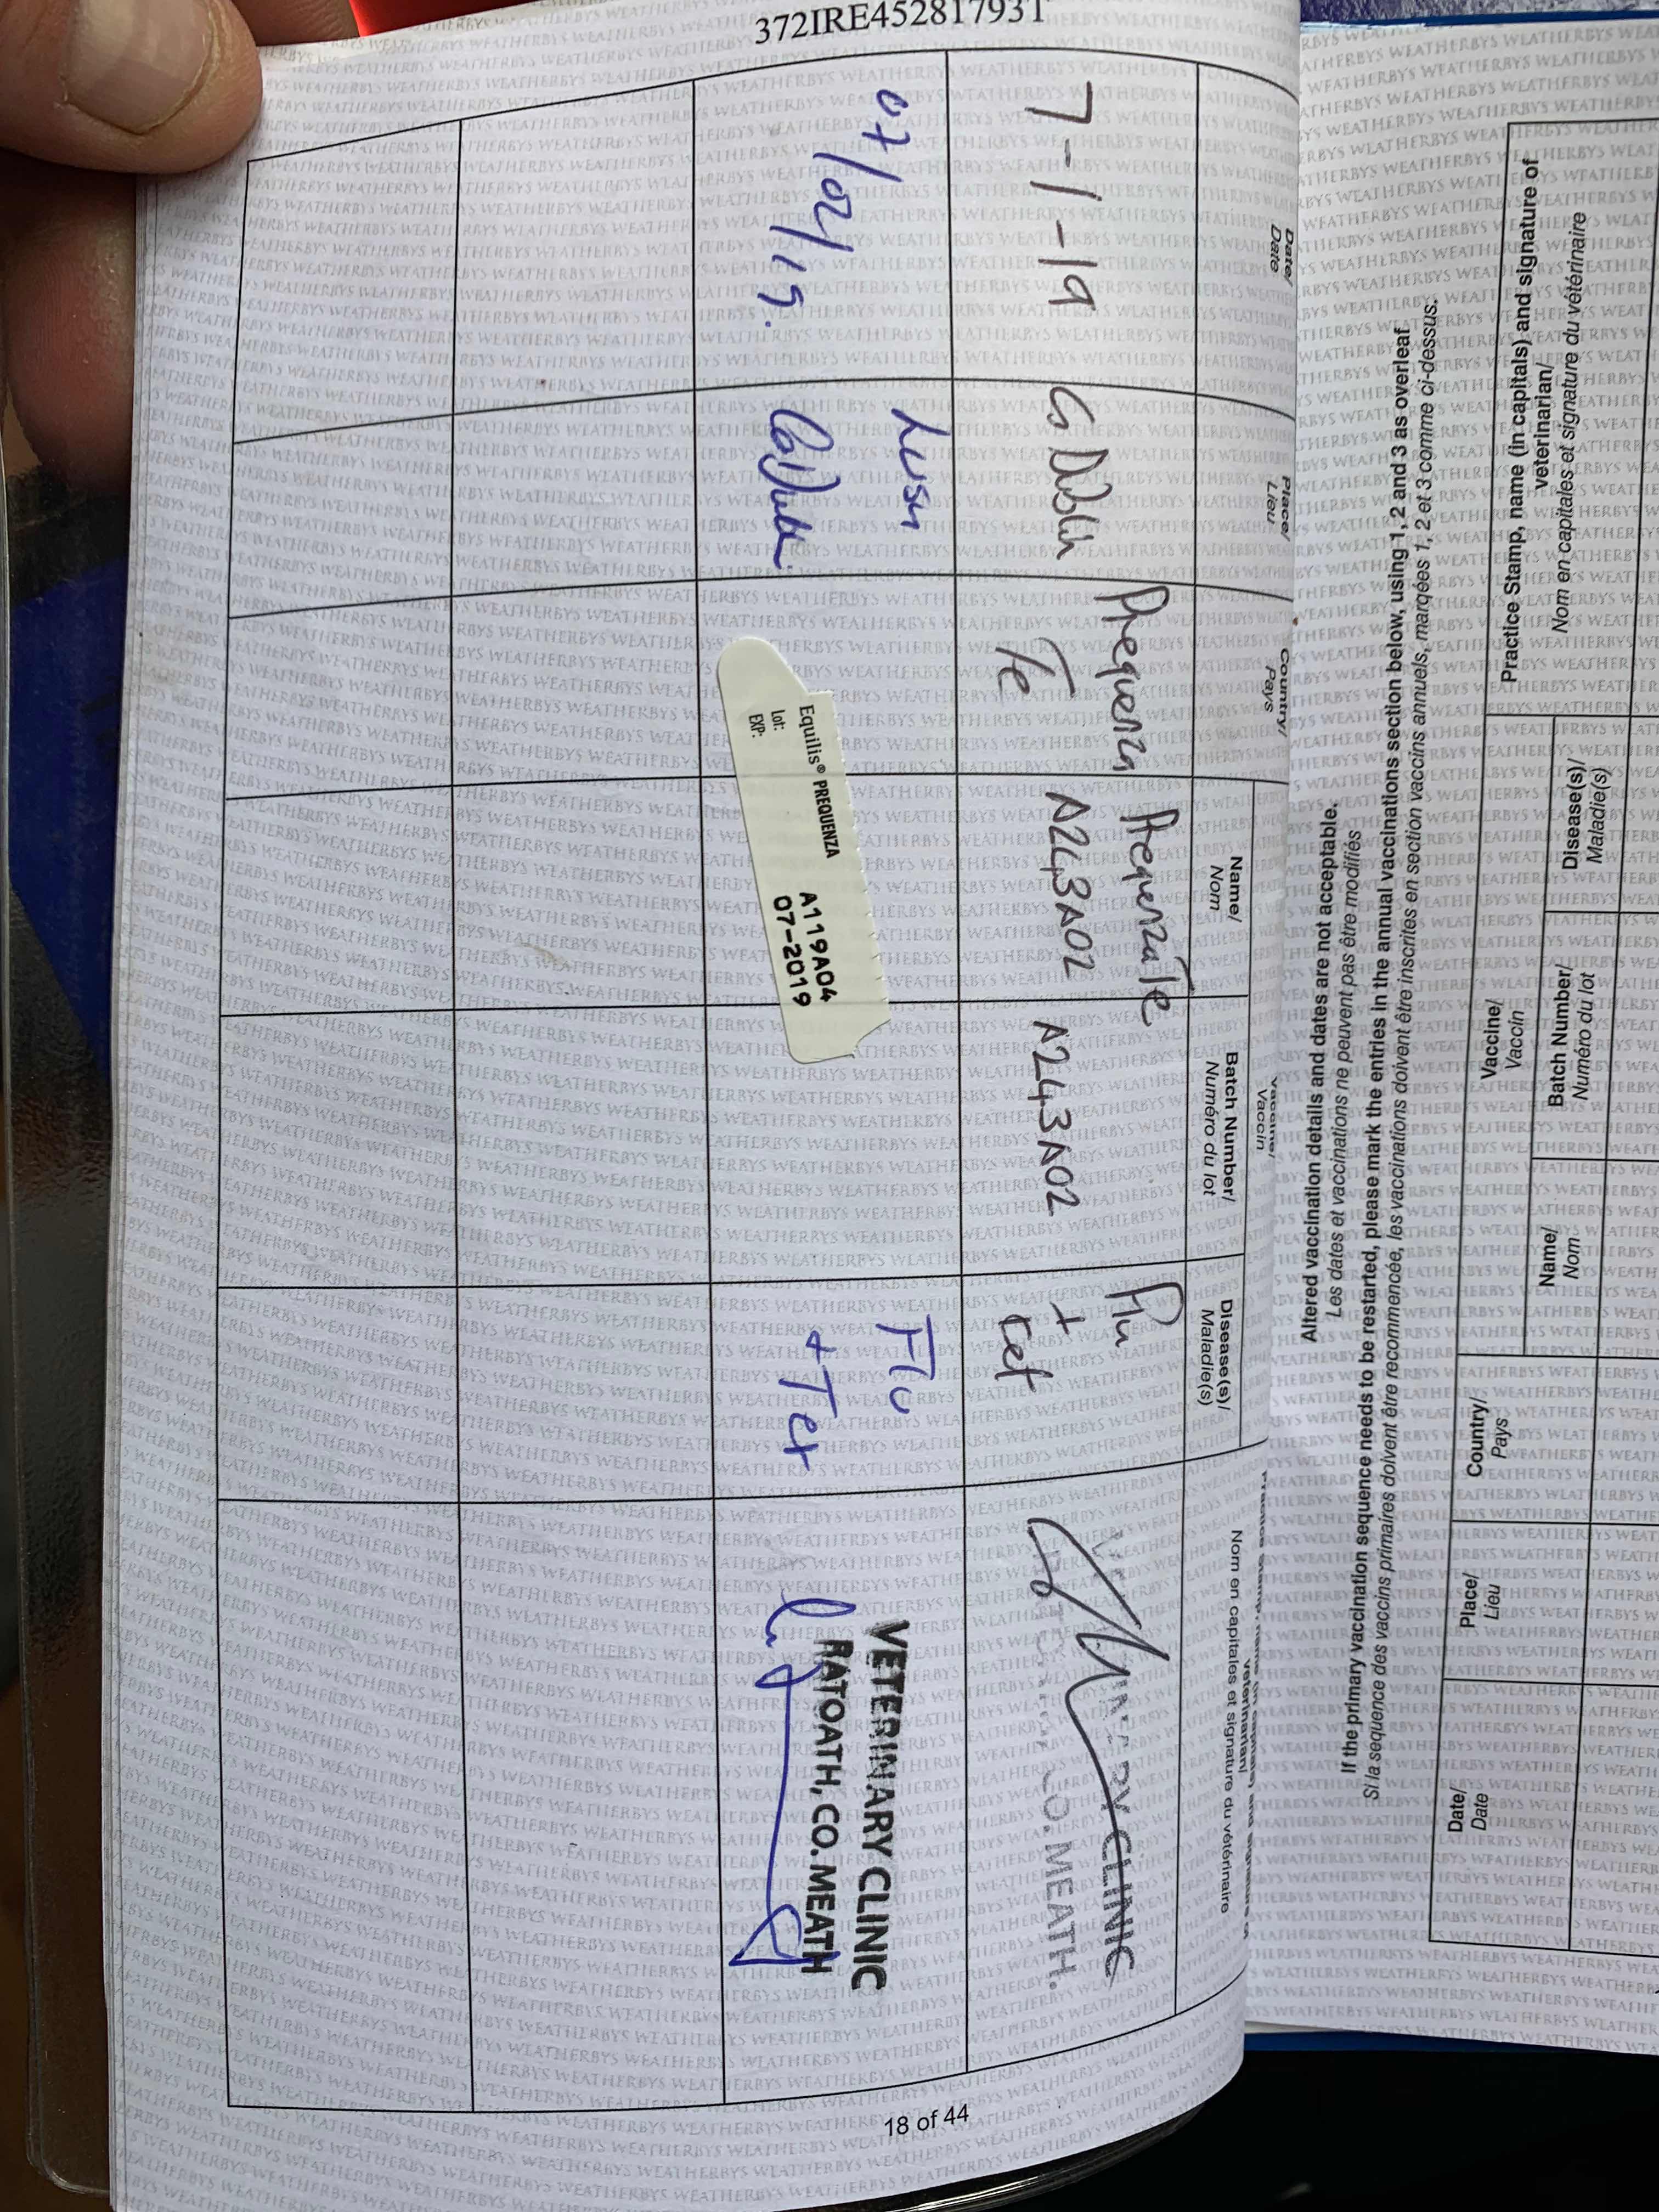 372IRE452817931
Date/
Date
Place/
Lieu
Country/
Pays
Vaccine/
Vaccin
Name/
Nom
Batch Number/
Numéro du lot
Disease(s)/
Maladie(s)
veterinarian/
Nom en capitales et signature du vétérinaire
7-1-19
Co Dublin
Prequenza
Te
Prequenza Te
A243A02
A243A02
Flu
+
tet
CLINIC
CO. MEATH.
07/02/19.
Lusk
Co Dublin
Equilis® PREQUENZA
Lot: A119A04
EXP: 07-2019
Flu
+ Tet
VETERINARY CLINIC
RATOATH, CO. MEATH
18 of 44
Altered vaccination details and dates are not acceptable.
Les dates et vaccinations ne peuvent pas être modifiés
If the primary vaccination sequence needs to be restarted, please mark the entries in the annual vaccinations section below, using 1, 2 and 3 as overleaf
Si la sequence des vaccins primaires doivent être recommencée, les vaccinations doivent être inscrites en section vaccins annuels, margées 1, 2 et 3 comme ci-dessus.
Date/
Date
Place/
Lieu
Country/
Pays
Vaccine/
Vaccin
Name/
Nom
Batch Number/
Numéro du lot
Disease(s)/
Maladie(s)
Practice Stamp, name (in capitals) and signature of
veterinarian/
Nom en capitales et signature du vétérinaire